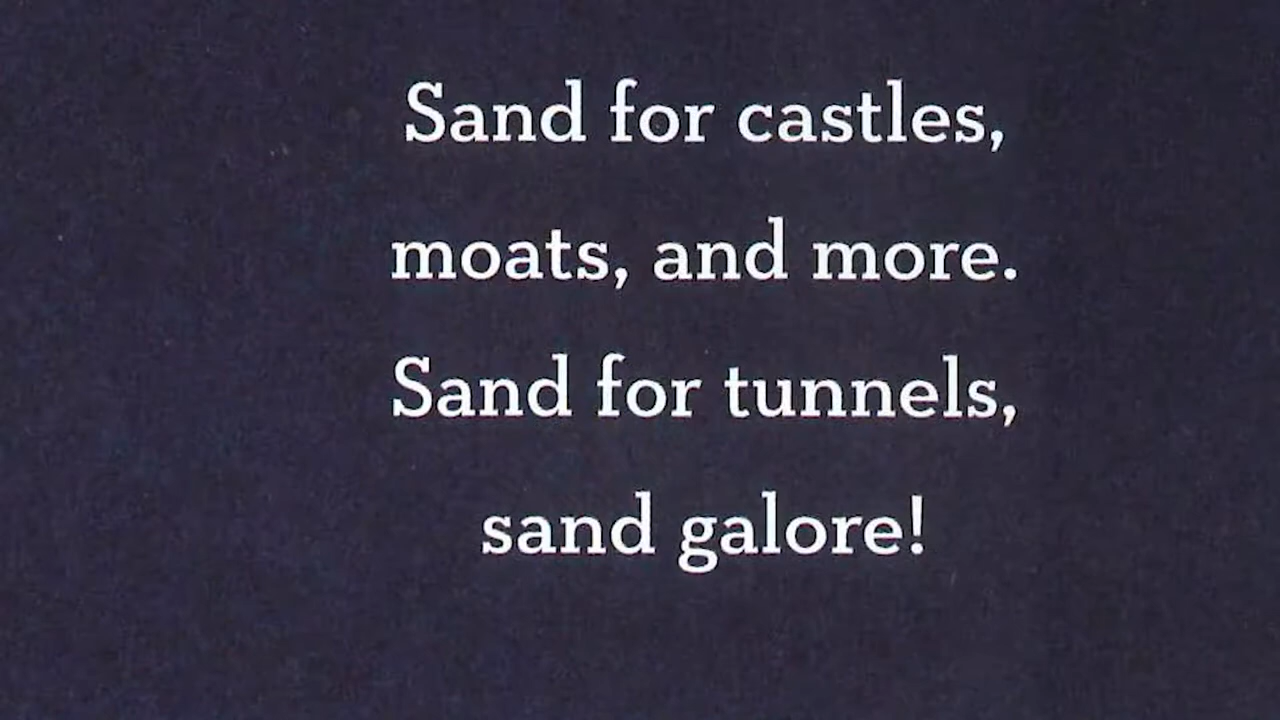 Sand for castles,
moats, and more.
Sand for tunnels,
sand galore!